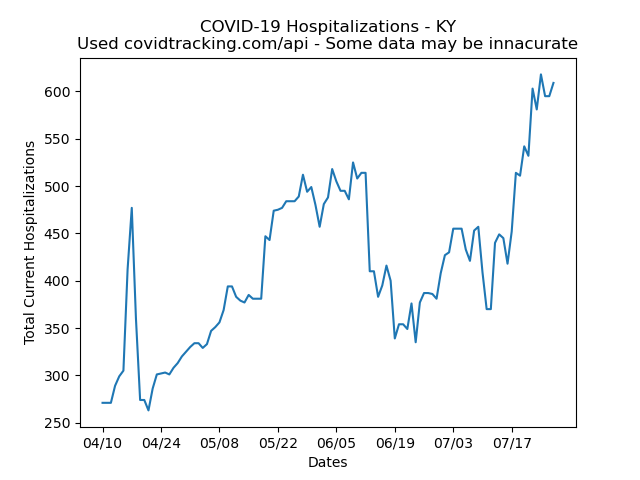 COVID-19 Hospitalizations - KY
Used covidtracking.com/api - Some data may be innacurate
600
550
500
450
400
350
300
250
Total Current Hospitalizations
04/10 04/24 05/08 05/22 06/05 06/19 07/03 07/17
Dates